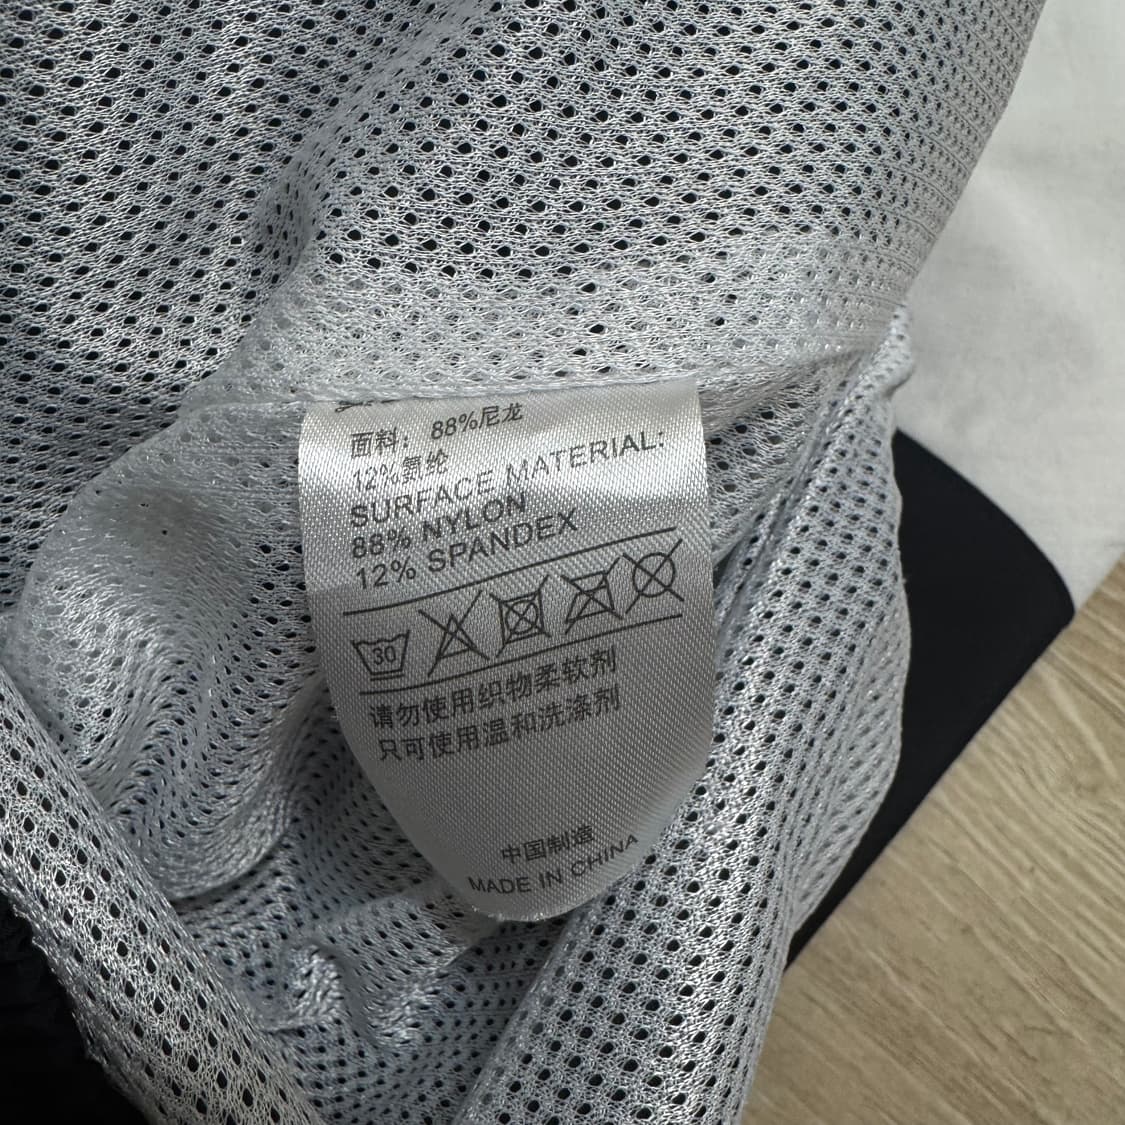 面料： 88%尼龙
12%氨纶
SURFACE MATERIAL:
88% NYLON
12% SPANDEX
30
请勿使用织物柔软剂
只可使用温和洗涤剂
中国制造
MADE IN CHINA